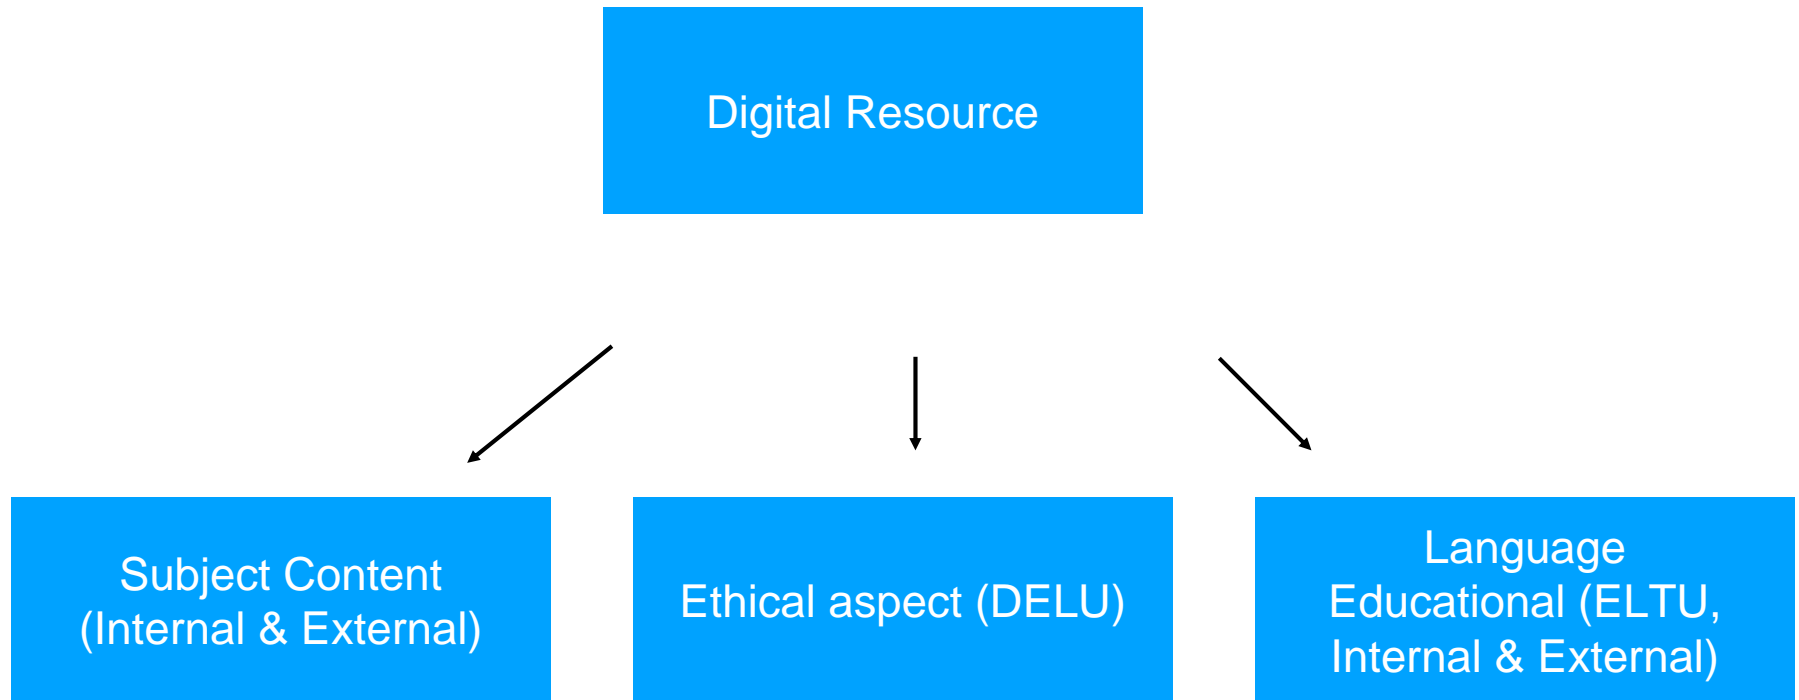 Digital Resource
Subject Content
(Internal & External)
Ethical aspect (DELU)
Language
Educational (ELTU,
Internal & External)